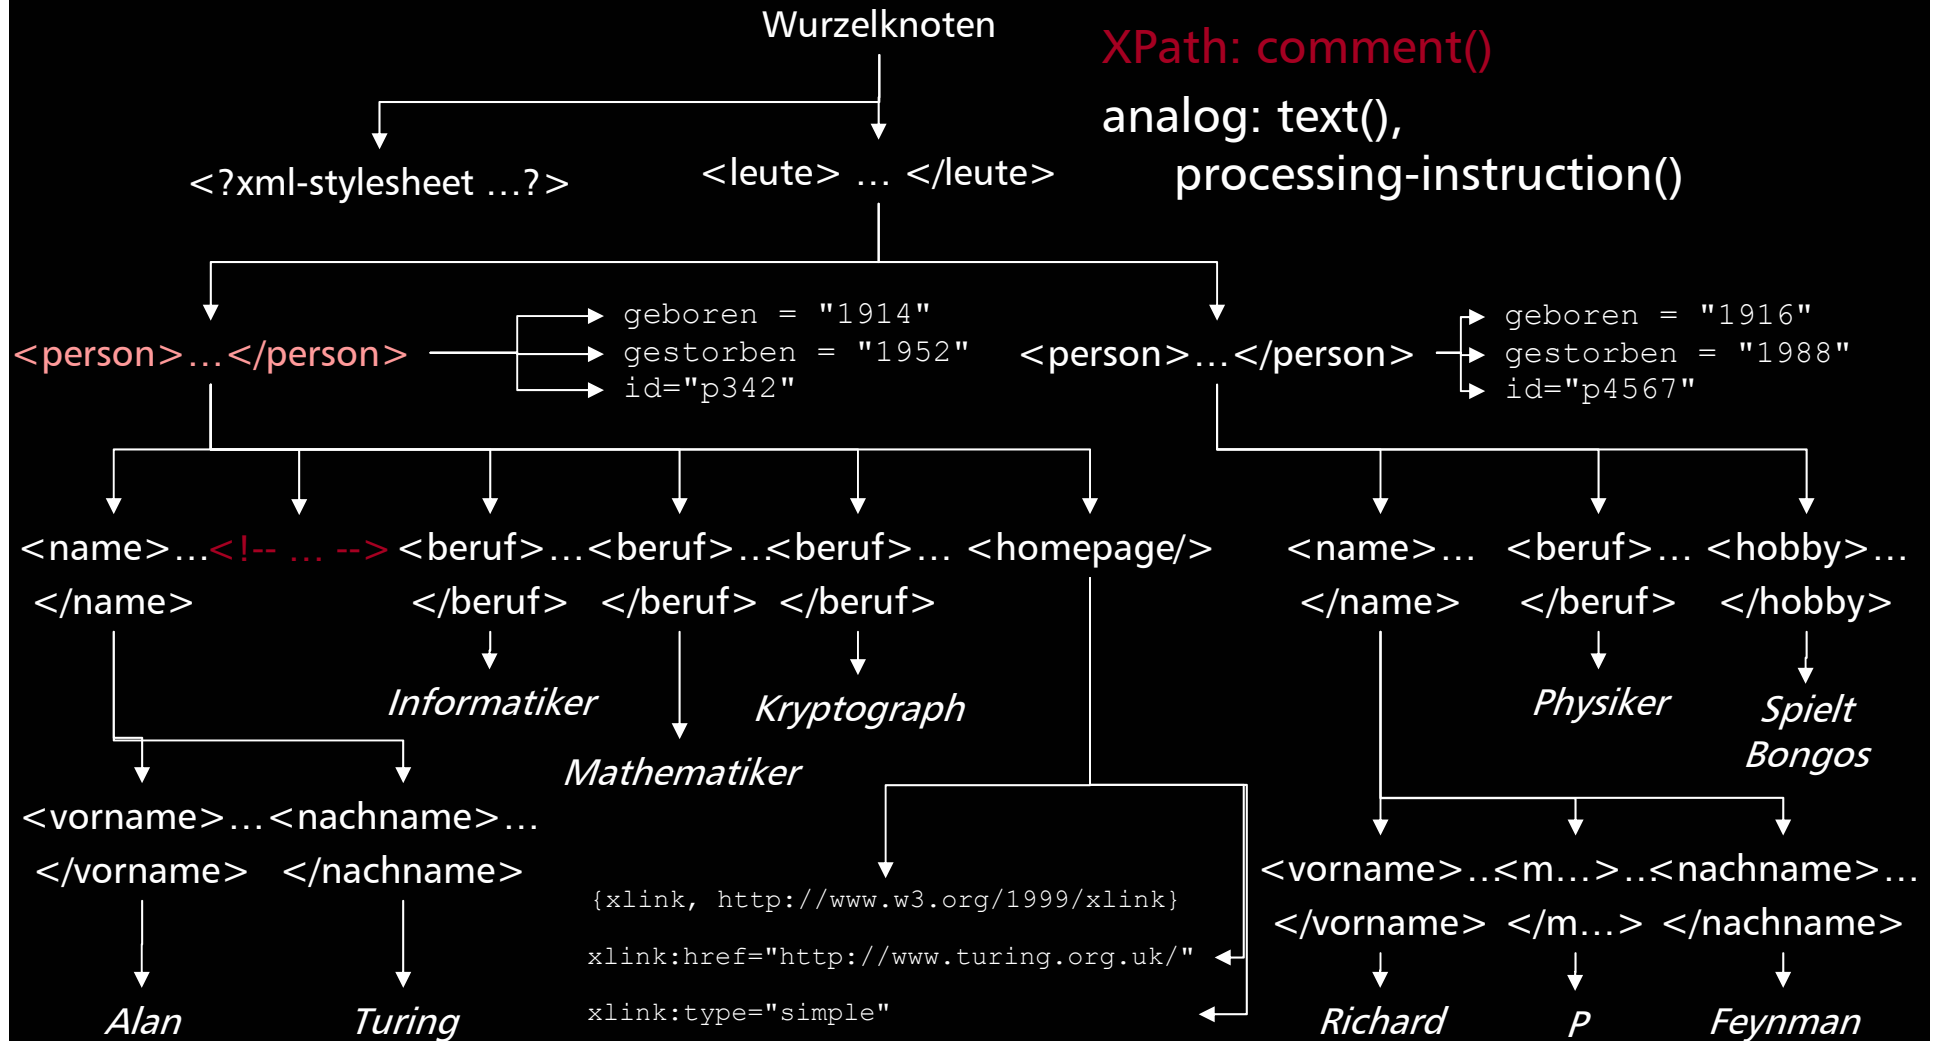 Wurzelknoten
XPath: comment()
analog: text(),
processing-instruction()
<?xml-stylesheet …?>
<leute> … </leute>
<person>…</person>
geboren = "1914"
gestorben = "1952"
id="p342"
<person>…</person>
geboren = "1916"
gestorben = "1988"
id="p4567"
<name>…
</name>
<!-- … -->
<beruf>…
</beruf>
<beruf>…
</beruf>
<beruf>…
</beruf>
<homepage/>
<name>…
</name>
<beruf>…
</beruf>
<hobby>…
</hobby>
Informatiker
Mathematiker
Kryptograph
Physiker
Spielt
Bongos
<vorname>…
</vorname>
<nachname>…
</nachname>
{xlink, http://www.w3.org/1999/xlink}
xlink:href="http://www.turing.org.uk/"
xlink:type="simple"
<vorname>…
</vorname>
<m…>…
</m…>
<nachname>…
</nachname>
Alan
Turing
Richard
P
Feynman